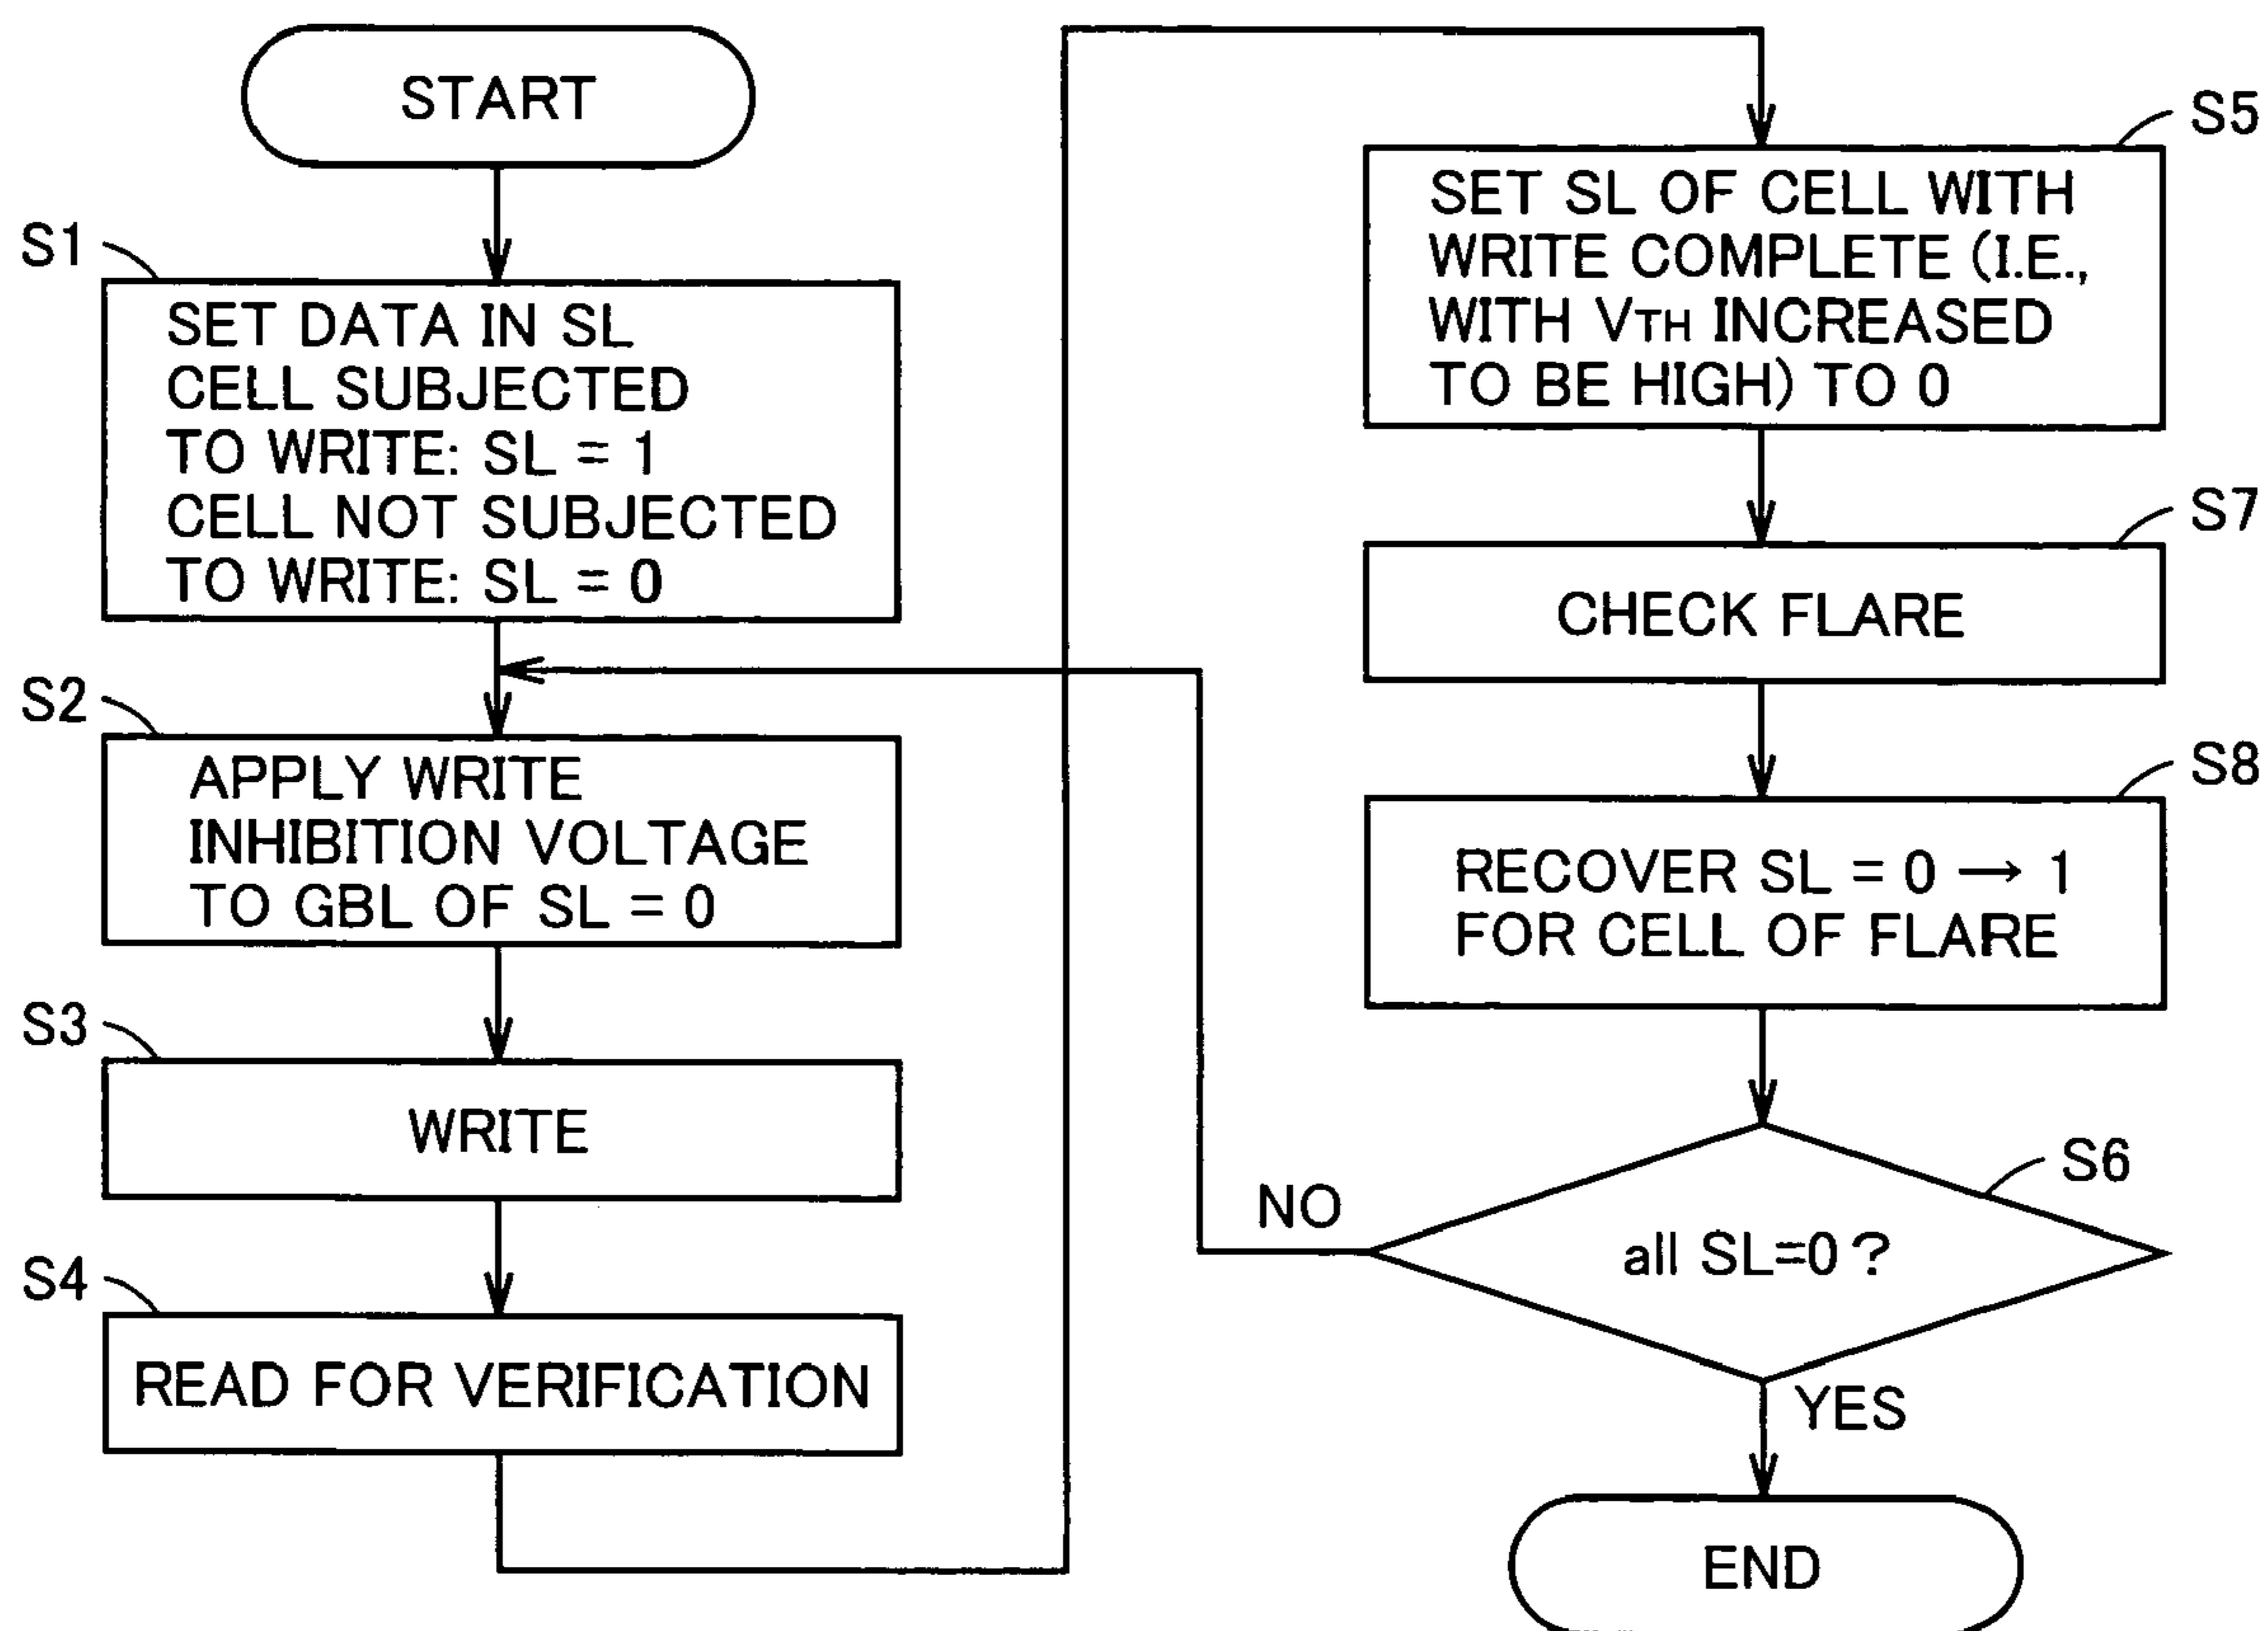 START
S1
SET DATA IN SL
CELL SUBJECTED
TO WRITE: SL = 1
CELL NOT SUBJECTED
TO WRITE: SL = 0
S2
APPLY WRITE
INHIBITION VOLTAGE
TO GBL OF SL = 0
S3
WRITE
S4
READ FOR VERIFICATION
S5
SET SL OF CELL WITH
WRITE COMPLETE (I.E.,
WITH VTH INCREASED
TO BE HIGH) TO 0
S7
CHECK FLARE
S8
RECOVER SL = 0 → 1
FOR CELL OF FLARE
S6
all SL=0 ?
NO
YES
END